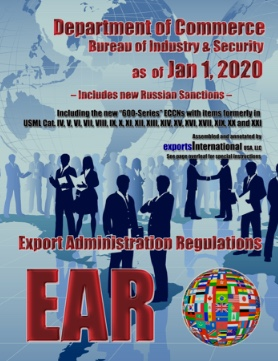 Department of Commerce
Bureau of Industry & Security
as of Jan 1, 2020
– Includes new Russian Sanctions –
Including the new "600-Series" ECCNs with items formerly in
USML Cat. IV, V, VI, VII, VIII, IX, X, XI, XII, XIII, XIV, XV, XVI, XVII, XIX, XX and XXI
Assembled and annotated by
exportsInternational USA, LLC
See page overleaf for special instructions
Export Administration Regulations
EAR